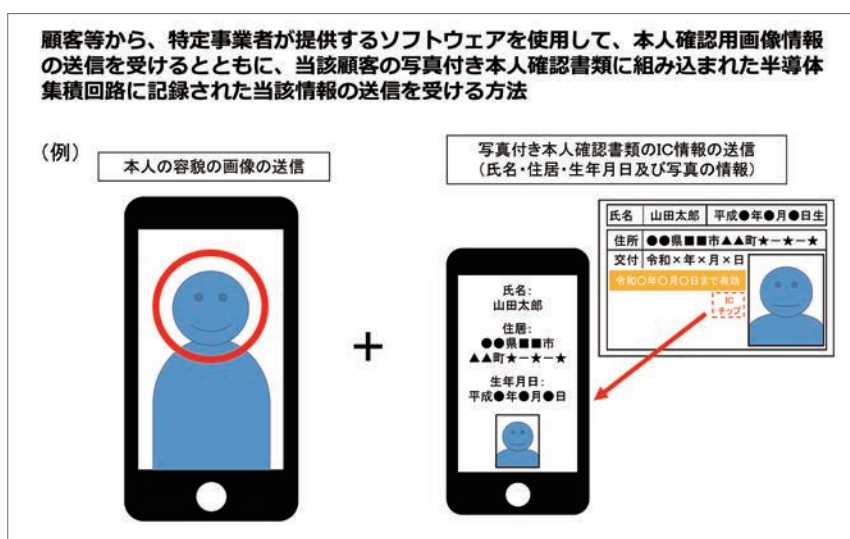 顧客等から、特定事業者が提供するソフトウェアを使用して、本人確認用画像情報
の送信を受けるとともに、当該顧客の写真付き本人確認書類に組み込まれた半導体
集積回路に記録された当該情報の送信を受ける方法
（例）
本人の容貌の画像の送信
写真付き本人確認書類のIC情報の送信
（氏名・住居・生年月日及び写真の情報）
+
氏名：
山田太郎
住居：
●●県■■市
▲▲町★ー★ー★
生年月日：
平成●年●月●日
氏名 山田太郎 平成●年●月●日生
住所 ●●県■■市▲▲町★ー★ー★
交付 令和×年×月×日
令和○年○月○日まで有効
IC
チップ